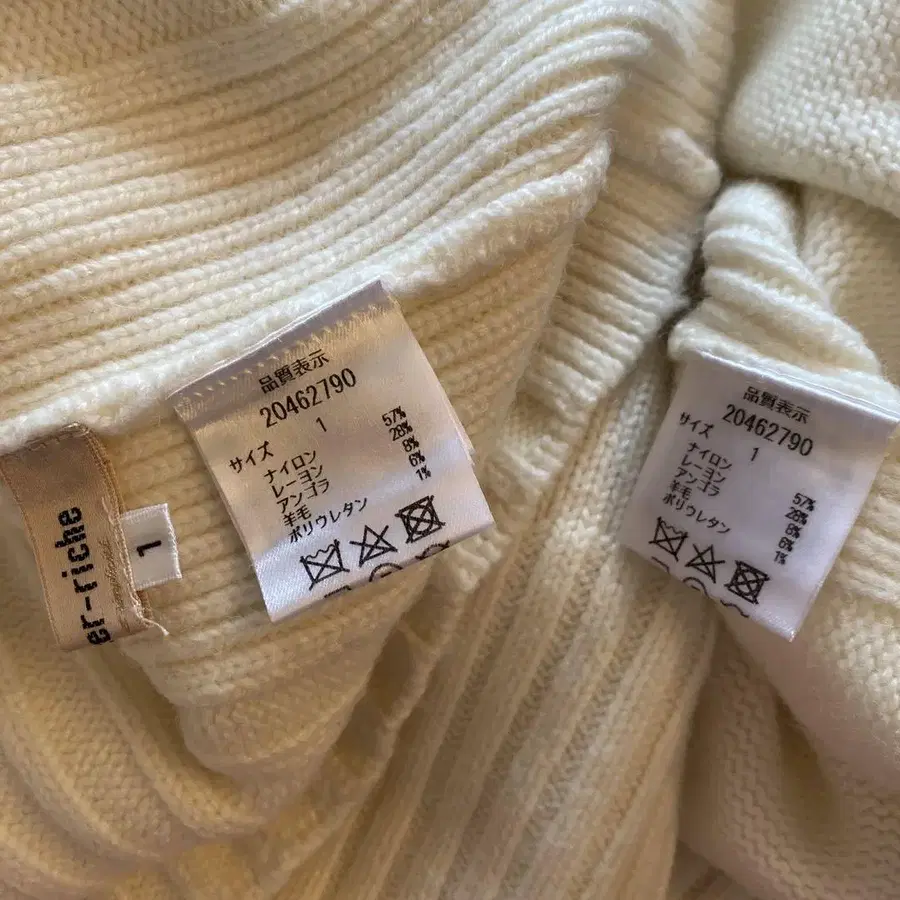 er-riche
1
品質表示
20462790
サイズ 1
ナイロン 57%
レーヨン 28%
アンゴラ 8%
羊毛 6%
ポリウレタン 1%
品質表示
20462790
サイズ 1
ナイロン 57%
レーヨン 28%
アンゴラ 8%
羊毛 6%
ポリウレタン 1%